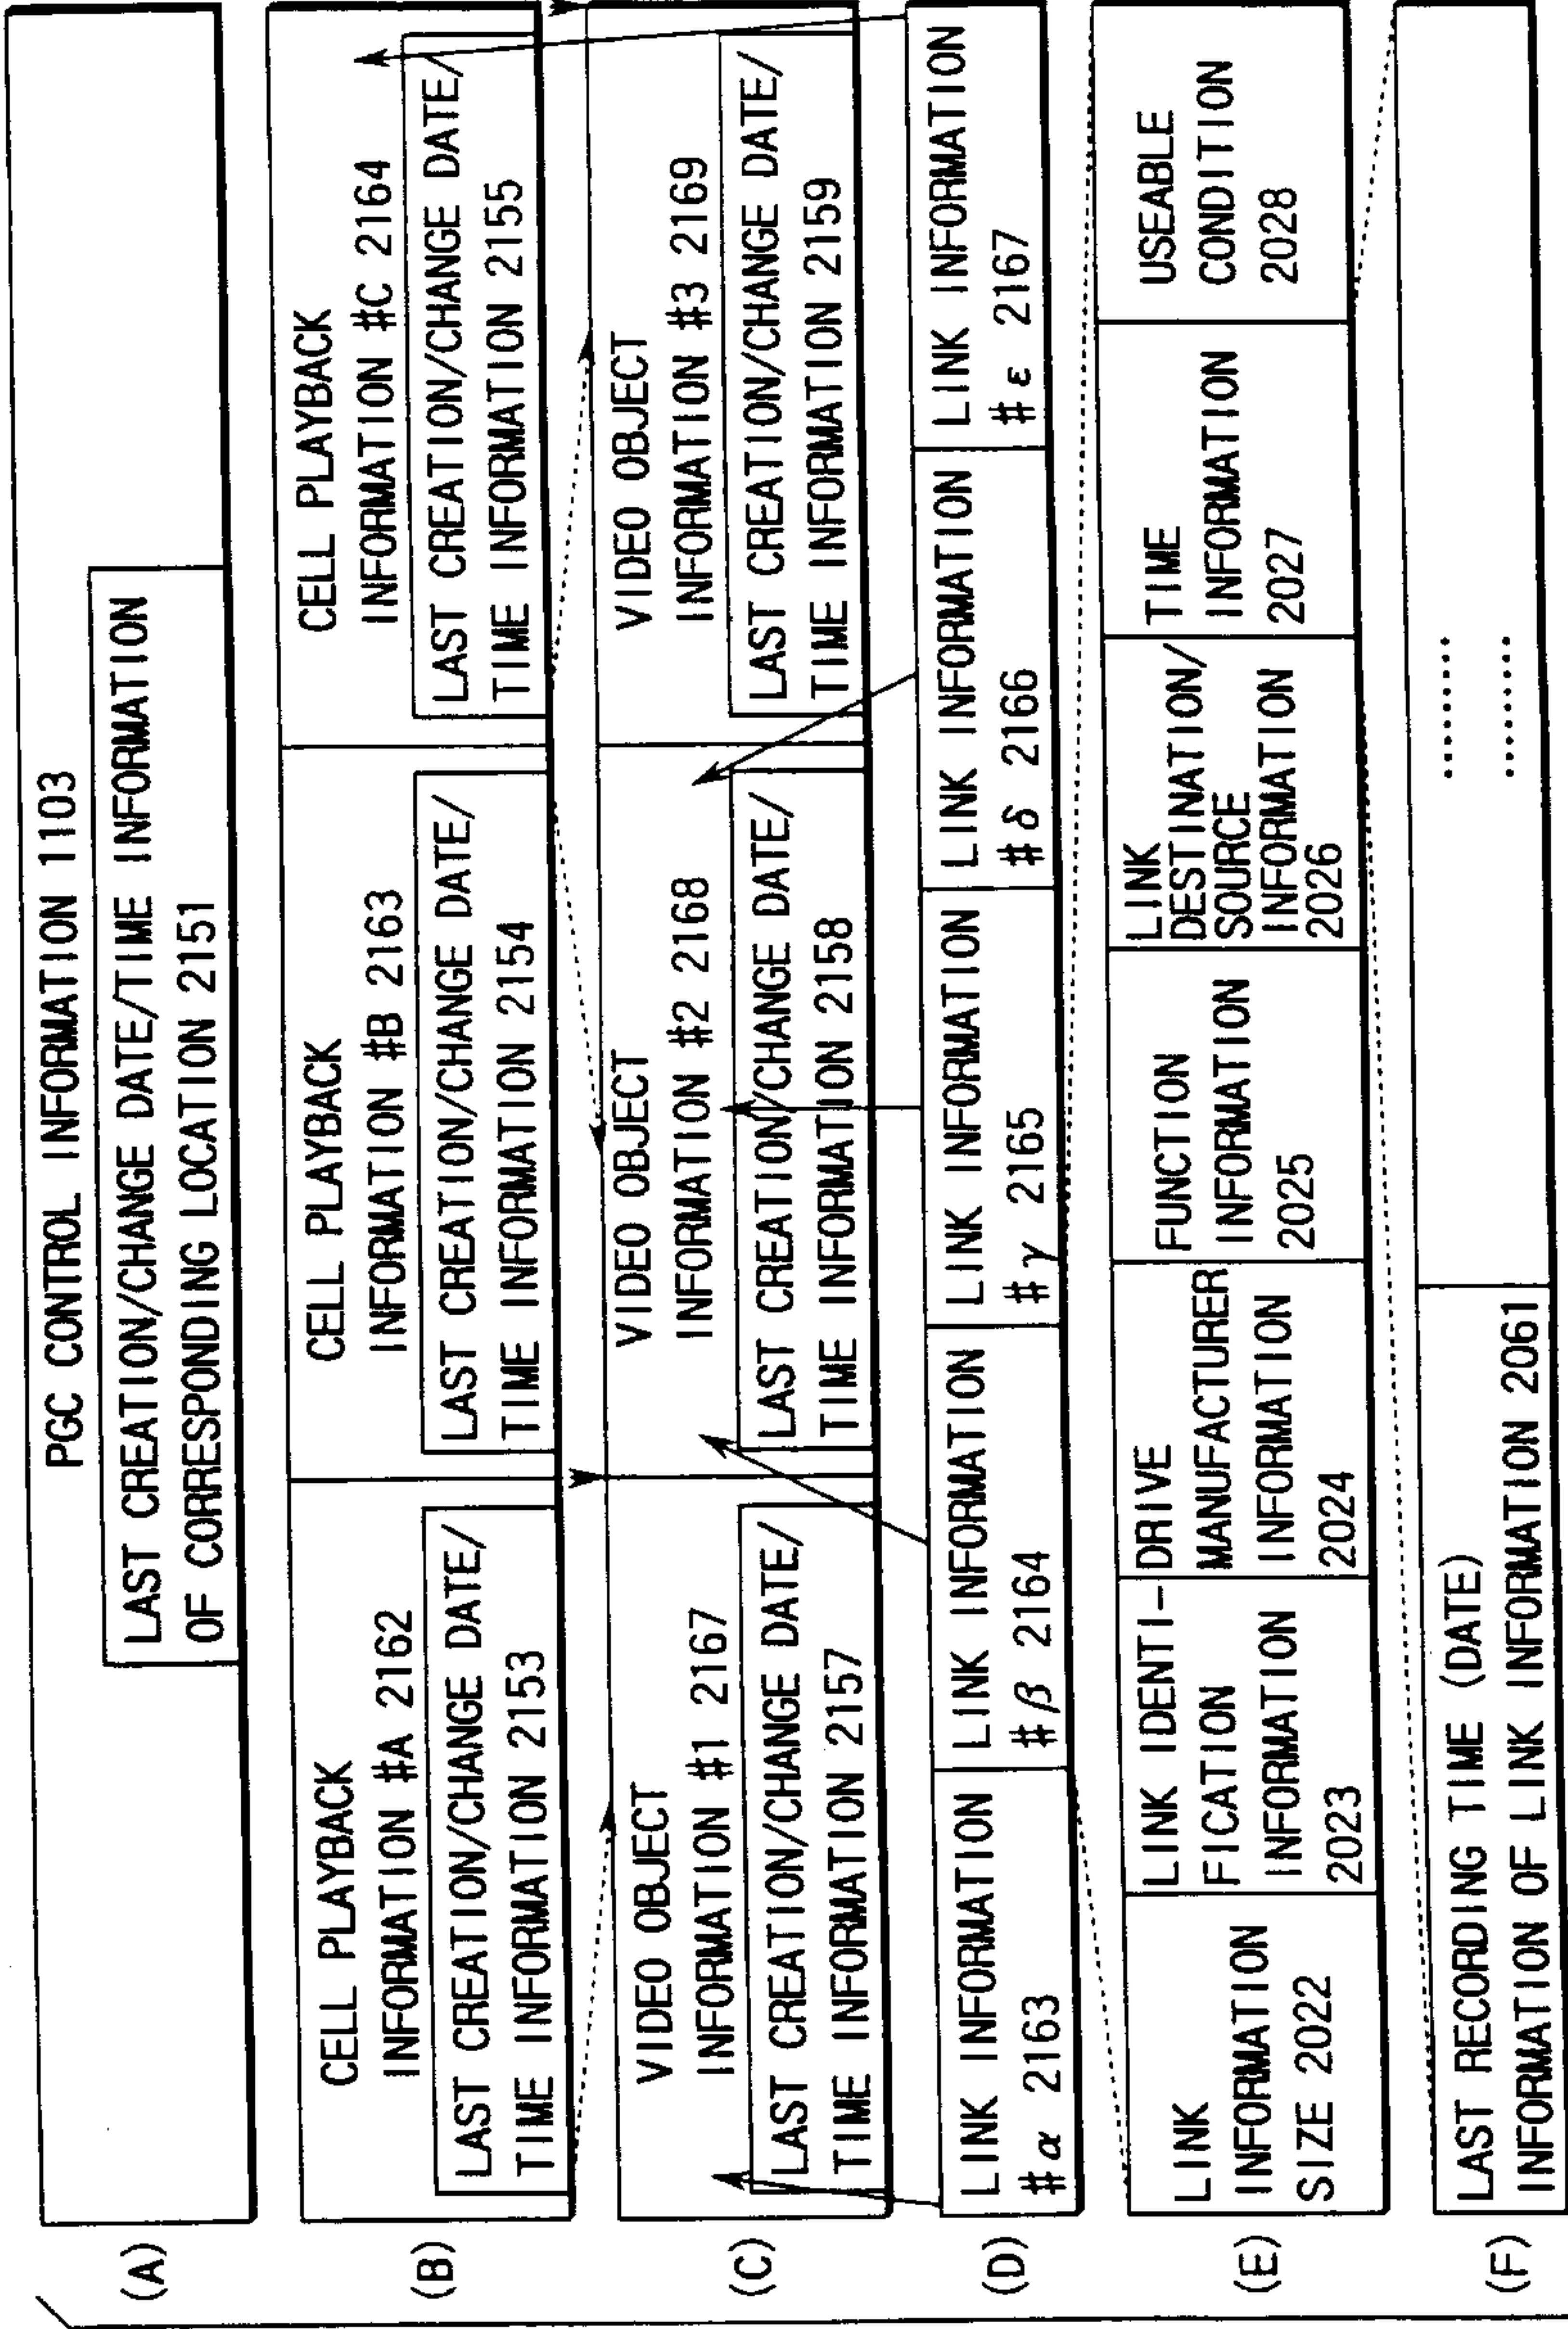 (A)
PGC CONTROL INFORMATION 1103
LAST CREATION/CHANGE DATE/TIME INFORMATION
OF CORRESPONDING LOCATION 2151
(B)
CELL PLAYBACK
INFORMATION #A 2162
LAST CREATION/CHANGE DATE/
TIME INFORMATION 2153
CELL PLAYBACK
INFORMATION #B 2163
LAST CREATION/CHANGE DATE/
TIME INFORMATION 2154
CELL PLAYBACK
INFORMATION #C 2164
LAST CREATION/CHANGE DATE/
TIME INFORMATION 2155
(C)
VIDEO OBJECT
INFORMATION #1 2167
LAST CREATION/CHANGE DATE/
TIME INFORMATION 2157
VIDEO OBJECT
INFORMATION #2 2168
LAST CREATION/CHANGE DATE/
TIME INFORMATION 2158
VIDEO OBJECT
INFORMATION #3 2169
LAST CREATION/CHANGE DATE/
TIME INFORMATION 2159
(D)
LINK INFORMATION
#α 2163
LINK INFORMATION
#β 2164
LINK INFORMATION
#γ 2165
LINK INFORMATION
#δ 2166
LINK INFORMATION
#ε 2167
(E)
LINK
INFORMATION
SIZE 2022
LINK IDENTI-
FICATION
INFORMATION
2023
DRIVE
MANUFACTURER
INFORMATION
2024
FUNCTION
INFORMATION
2025
LINK
DESTINATION/
SOURCE
INFORMATION
2026
TIME
INFORMATION
2027
USEABLE
CONDITION
2028
(F)
LAST RECORDING TIME (DATE)
INFORMATION OF LINK INFORMATION 2061
.........
.........